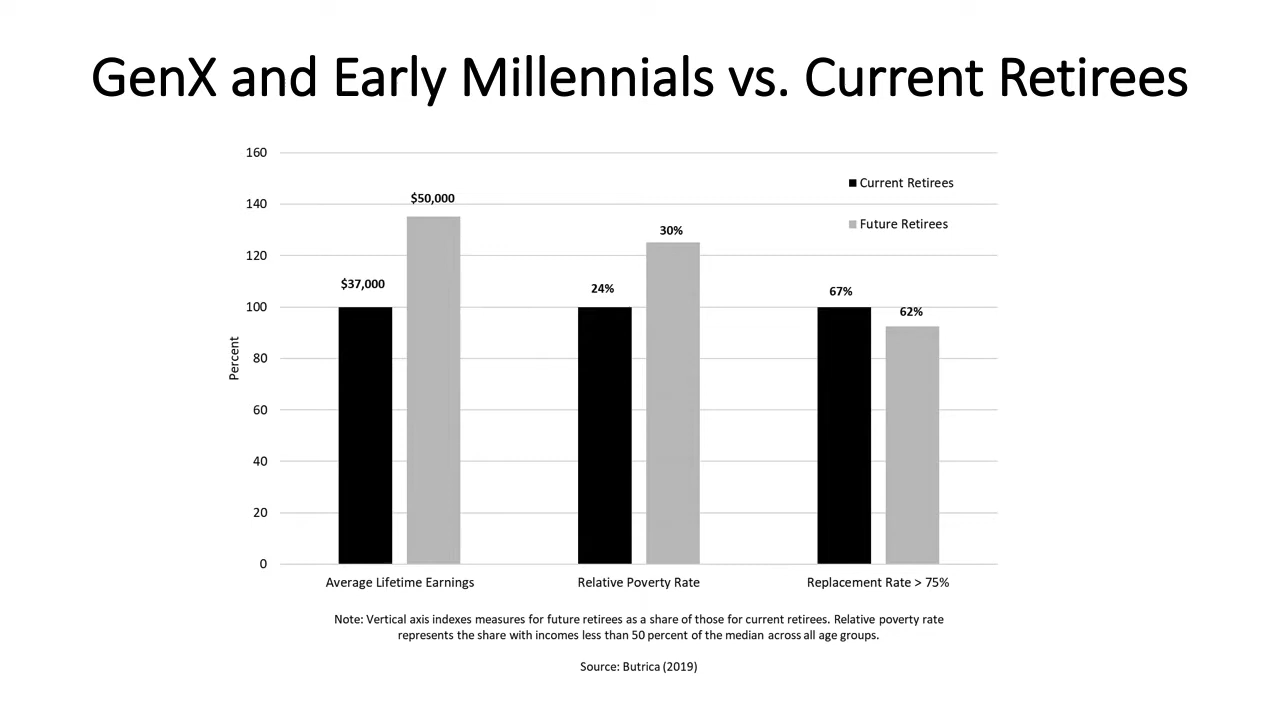 GenX and Early Millennials vs. Current Retirees
160
140
120
100
80
60
40
20
0
Percent
Current Retirees
Future Retirees
$37,000
$50,000
24%
30%
67%
62%
Average Lifetime Earnings
Relative Poverty Rate
Replacement Rate > 75%
Note: Vertical axis indexes measures for future retirees as a share of those for current retirees. Relative poverty rate
represents the share with incomes less than 50 percent of the median across all age groups.
Source: Butrica (2019)